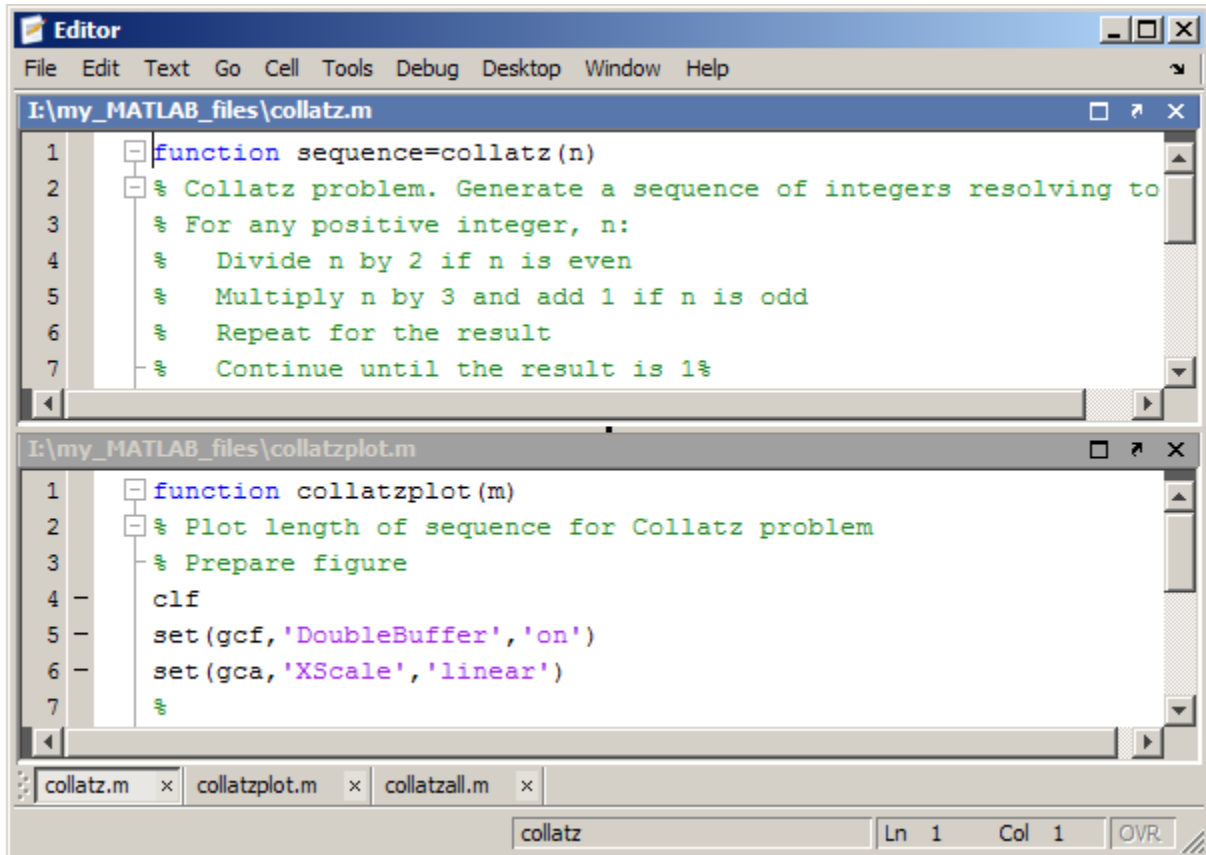 Editor
File Edit Text Go Cell Tools Debug Desktop Window Help
I:\my_MATLAB_files\collatz.m
1 function sequence=collatz(n)
2 % Collatz problem. Generate a sequence of integers resolving to
3 % For any positive integer, n:
4 %   Divide n by 2 if n is even
5 %   Multiply n by 3 and add 1 if n is odd
6 %   Repeat for the result
7 %   Continue until the result is 1%
I:\my_MATLAB_files\collatzplot.m
1 function collatzplot(m)
2 % Plot length of sequence for Collatz problem
3 % Prepare figure
4 – clf
5 – set(gcf,'DoubleBuffer','on')
6 – set(gca,'XScale','linear')
7 %
collatz.m × collatzplot.m × collatzall.m ×
collatz Ln 1 Col 1 OVR